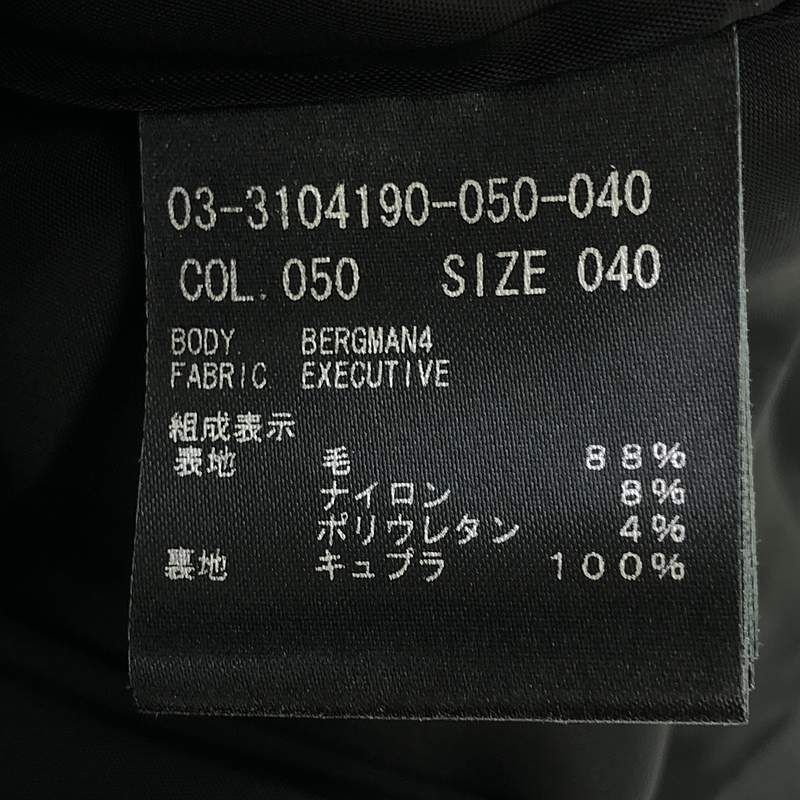 03-3104190-050-040
COL. 050 SIZE 040
BODY. BERGMAN4
FABRIC EXECUTIVE
組成表示
表地 毛 88%
ナイロン 8%
ポリウレタン 4%
裏地 キュプラ 100%